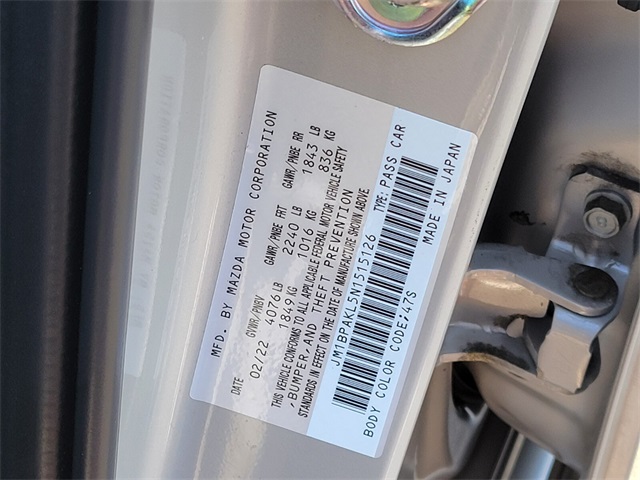 MFD. BY MAZDA MOTOR CORPORATION
DATE GVWR/PNBV GAWR/PNBE FRT GAWR/PNBE RR
02/22 4076 LB 2240 LB 1843 LB
1849 KG 1016 KG 836 KG
THIS VEHICLE CONFORMS TO ALL APPLICABLE FEDERAL MOTOR VEHICLE SAFETY
/BUMPER, AND THEFT PREVENTION
STANDARDS IN EFFECT ON THE DATE OF MANUFACTURE SHOWN ABOVE
JM1BPAKL5N1515126 TYPE: PASS CAR
BODY COLOR CODE:47S MADE IN JAPAN